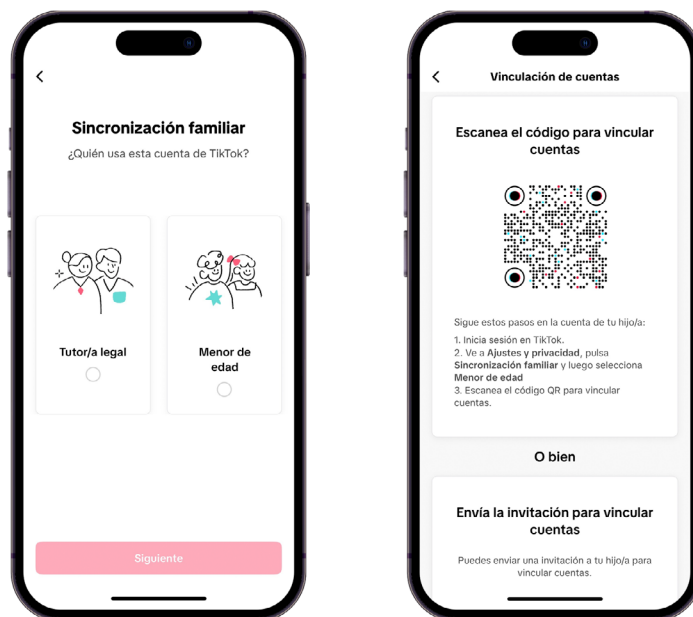 Sincronización familiar
¿Quién usa esta cuenta de TikTok?
Tutor/a legal
Menor de
edad
Siguiente
Vinculación de cuentas
Escanea el código para vincular
cuentas
Sigue estos pasos en la cuenta de tu hijo/a:
1. Inicia sesión en TikTok.
2. Ve a Ajustes y privacidad, pulsa
Sincronización familiar y luego selecciona
Menor de edad
3. Escanea el código QR para vincular
cuentas.
O bien
Envía la invitación para vincular
cuentas
Puedes enviar una invitación a tu hijo/a para
vincular cuentas.